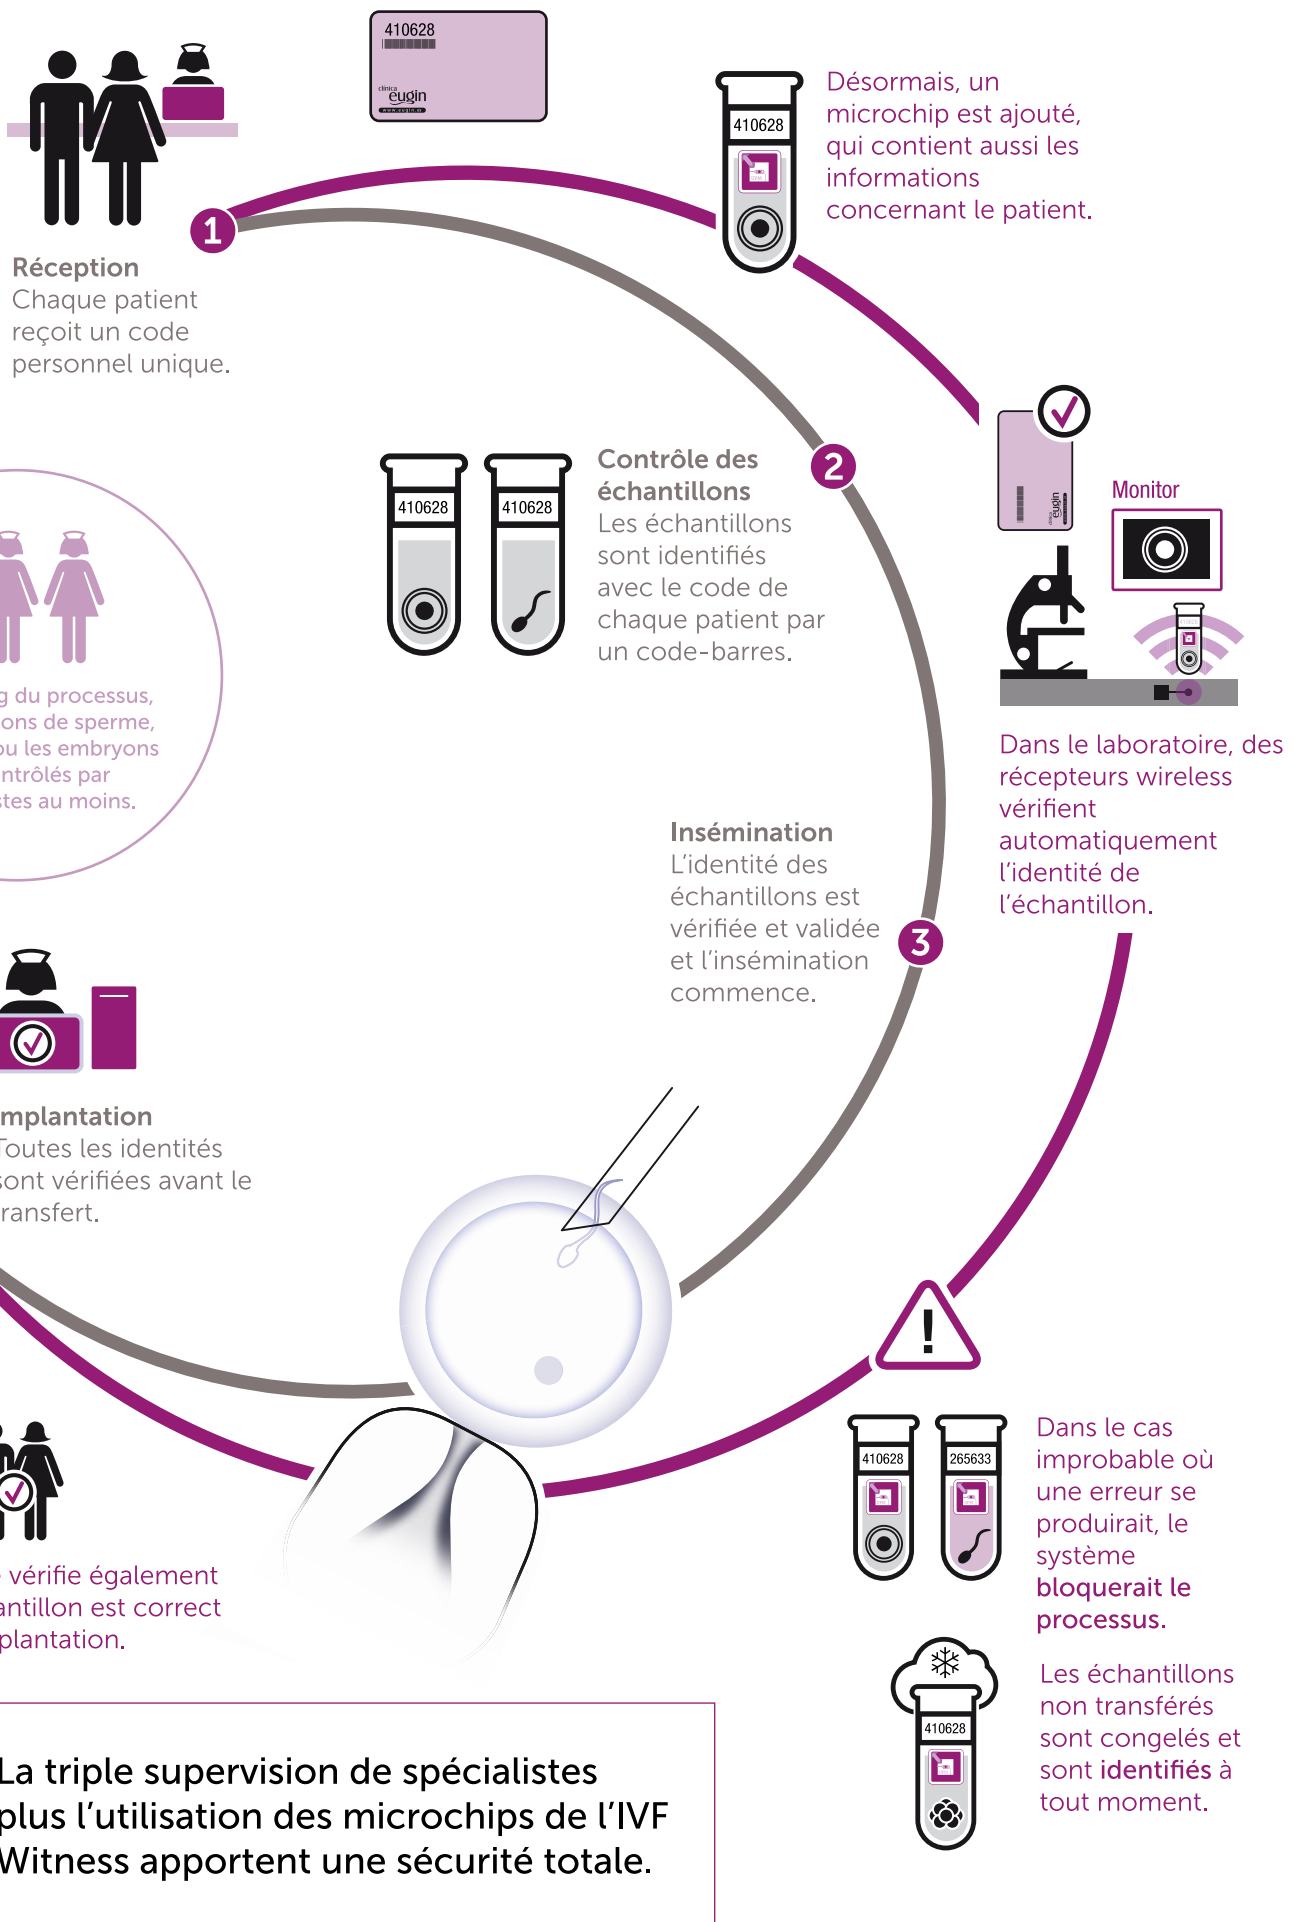 410628
clínica
eugin
www.eugin.es
Réception
Chaque patient
reçoit un code
personnel unique.
1
410628
Désormais, un
microchip est ajouté,
qui contient aussi les
informations
concernant le patient.
2
410628
410628
Contrôle des
échantillons
Les échantillons
sont identifiés
avec le code de
chaque patient par
un code-barres.
clínica
eugin
Monitor
410628
Dans le laboratoire, des
récepteurs wireless
vérifient
automatiquement
l'identité de
l'échantillon.
g du processus,
ons de sperme,
ou les embryons
ntrôlés par
stes au moins.
3
Insémination
L'identité des
échantillons est
vérifiée et validée
et l'insémination
commence.
mplantation
Toutes les identités
sont vérifiées avant le
ransfert.
!
410628
265633
Dans le cas
improbable où
une erreur se
produirait, le
système
bloquerait le
processus.
e vérifie également
antillon est correct
plantation.
410628
Les échantillons
non transférés
sont congelés et
sont identifiés à
tout moment.
La triple supervision de spécialistes
plus l'utilisation des microchips de l'IVF
Witness apportent une sécurité totale.